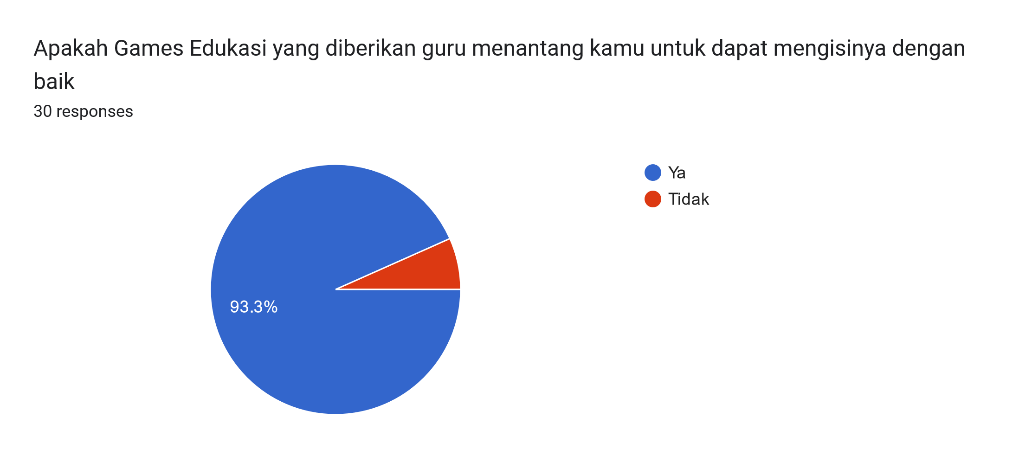 Apakah Games Edukasi yang diberikan guru menantang kamu untuk dapat mengisinya dengan
baik
30 responses
Ya
Tidak
93.3%